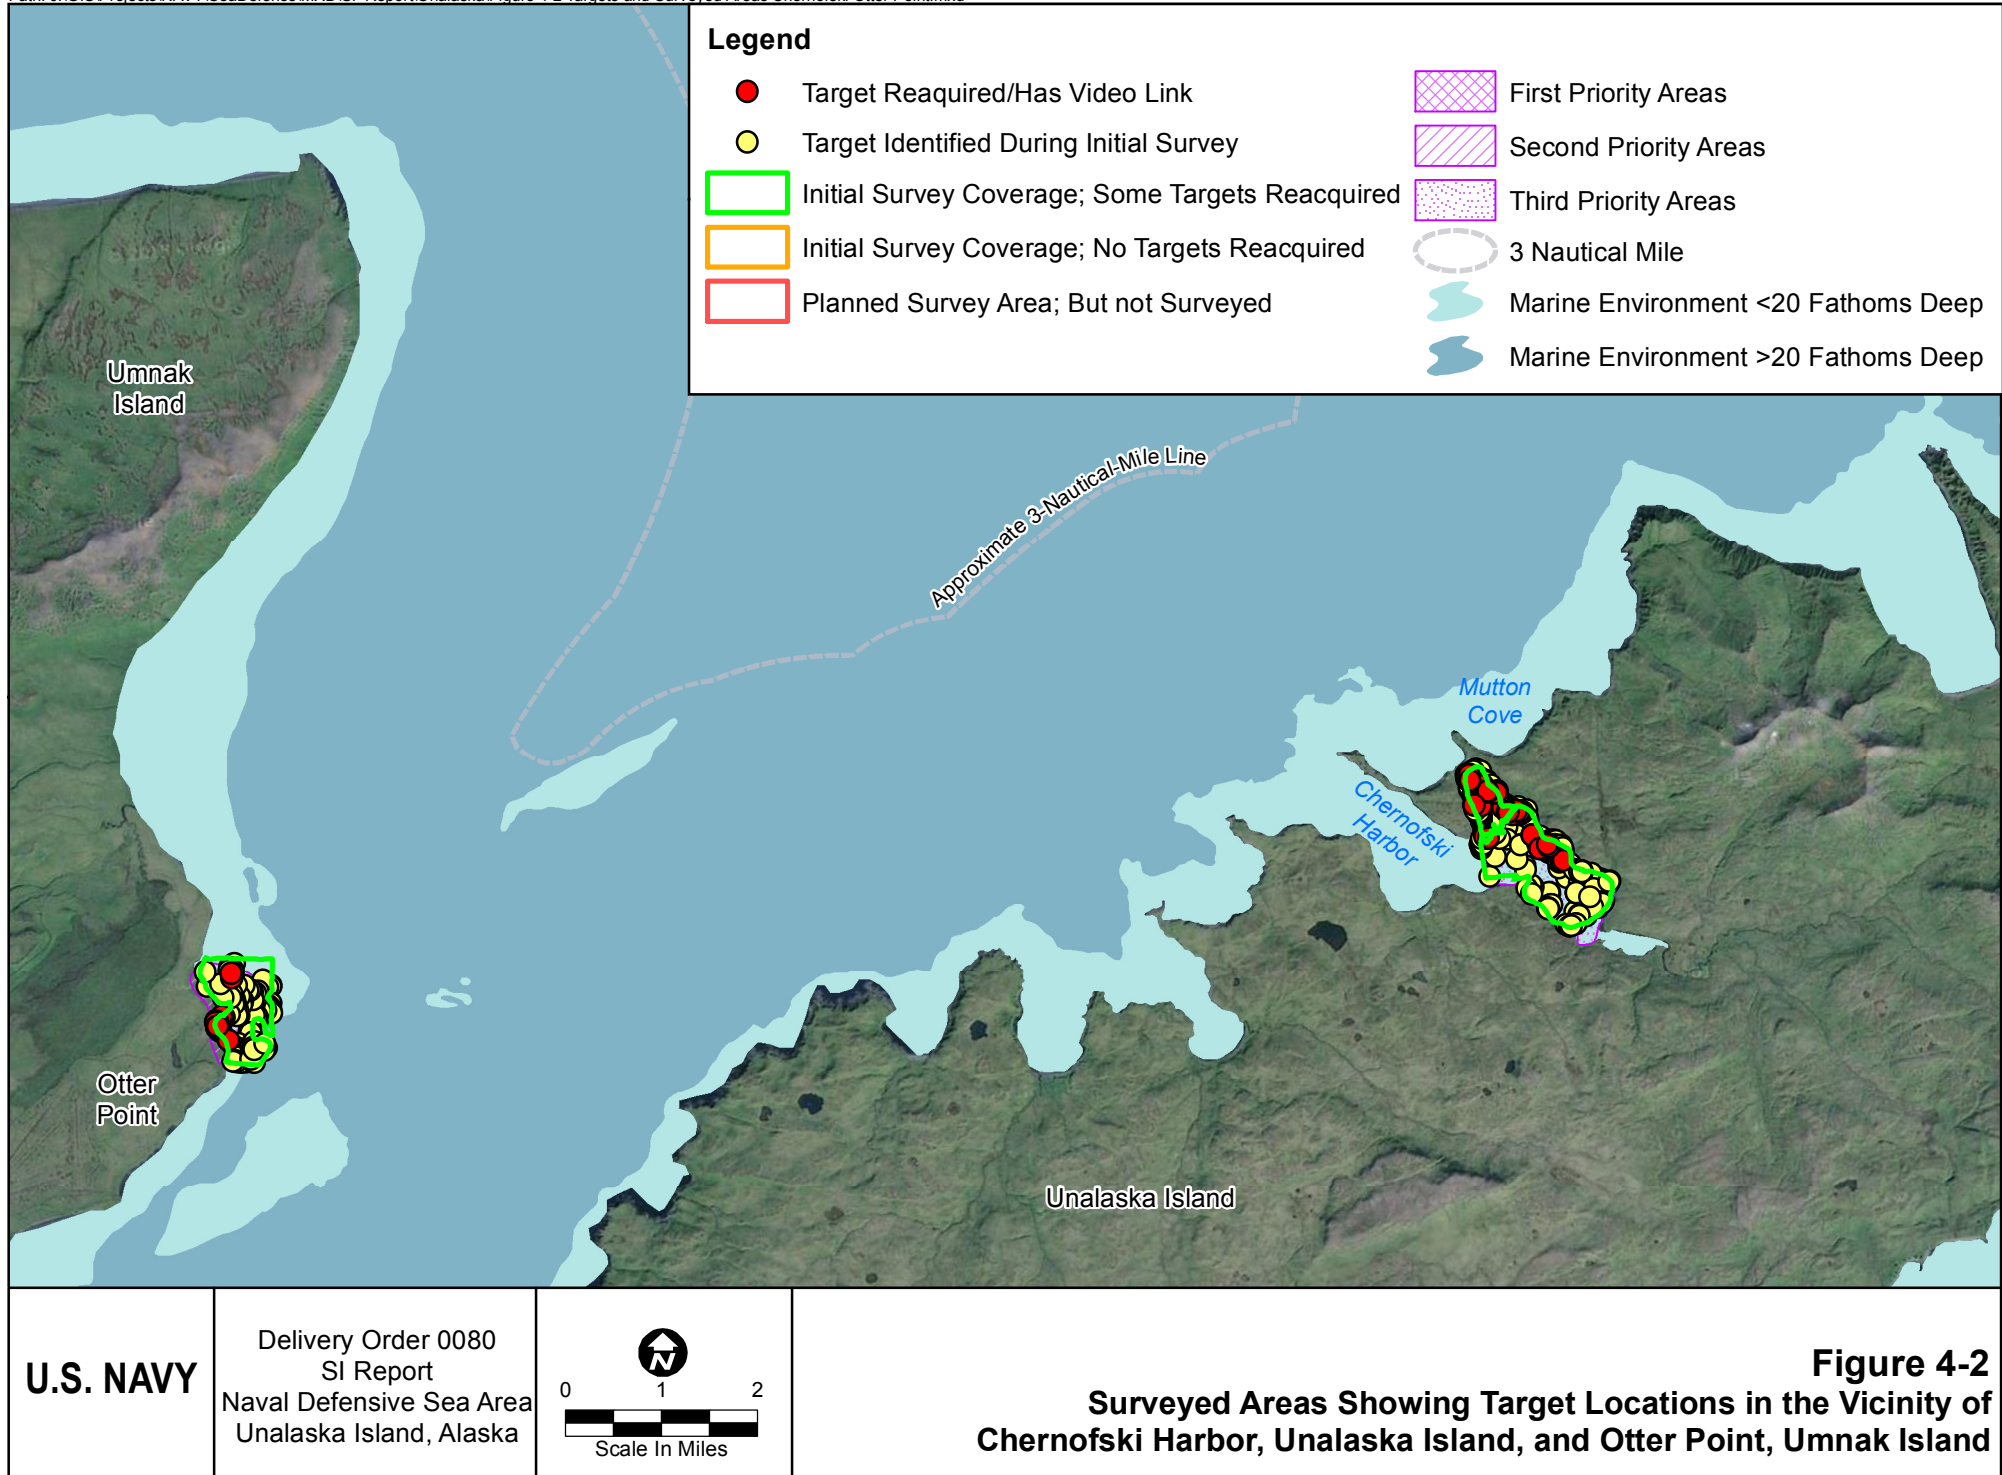 Legend
Target Reaquired/Has Video Link
Target Identified During Initial Survey
Initial Survey Coverage; Some Targets Reacquired
Initial Survey Coverage; No Targets Reacquired
Planned Survey Area; But not Surveyed
First Priority Areas
Second Priority Areas
Third Priority Areas
3 Nautical Mile
Marine Environment <20 Fathoms Deep
Marine Environment >20 Fathoms Deep
Umnak
Island
Approximate 3-Nautical-Mile Line
Mutton
Cove
Chernofski
Harbor
Otter
Point
Unalaska Island
U.S. NAVY
Delivery Order 0080
SI Report
Naval Defensive Sea Area
Unalaska Island, Alaska
N
0 1 2
Scale In Miles
Figure 4-2
Surveyed Areas Showing Target Locations in the Vicinity of
Chernofski Harbor, Unalaska Island, and Otter Point, Umnak Island